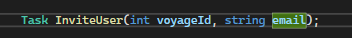 Task InviteUser(int voyageId, string email);